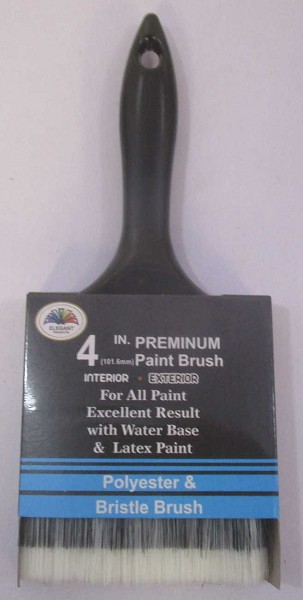 ELEGANT
4 IN. PREMINUM
(101.6mm) Paint Brush
INTERIOR • EXTERIOR
For All Paint
Excellent Result
with Water Base
& Latex Paint
Polyester &
Bristle Brush